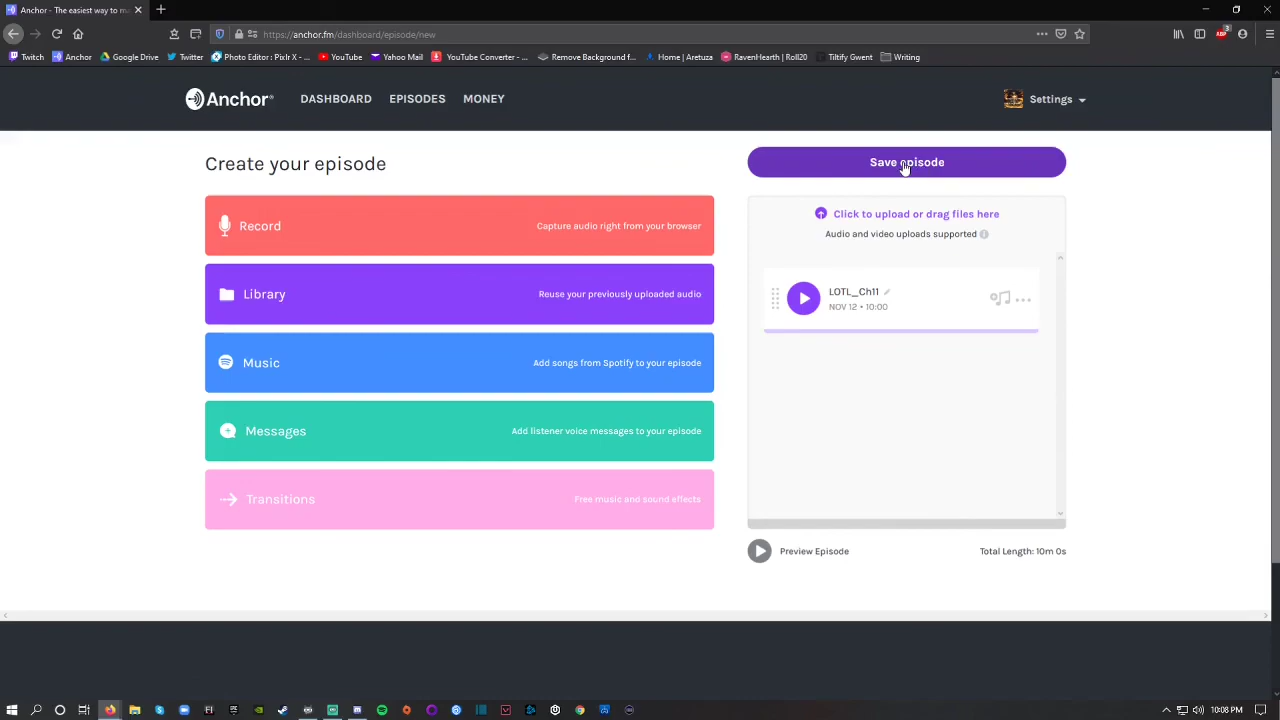 Anchor - The easiest way to ma
https://anchor.fm/dashboard/episode/new
3
Twitch
Anchor
Google Drive
Twitter
Photo Editor : Pixlr X - ...
YouTube
Yahoo Mail
YouTube Converter - ...
Remove Background f...
Home | Aretuza
RavenHearth | Roll20
Tiltify Gwent
Writing
Anchor®
DASHBOARD
EPISODES
MONEY
Settings
Create your episode
Save episode
Record
Capture audio right from your browser
Library
Reuse your previously uploaded audio
Music
Add songs from Spotify to your episode
Messages
Add listener voice messages to your episode
Transitions
Free music and sound effects
Click to upload or drag files here
Audio and video uploads supported
LOTL_Ch11
NOV 12 • 10:00
Preview Episode
Total Length: 10m 0s
10:08 PM